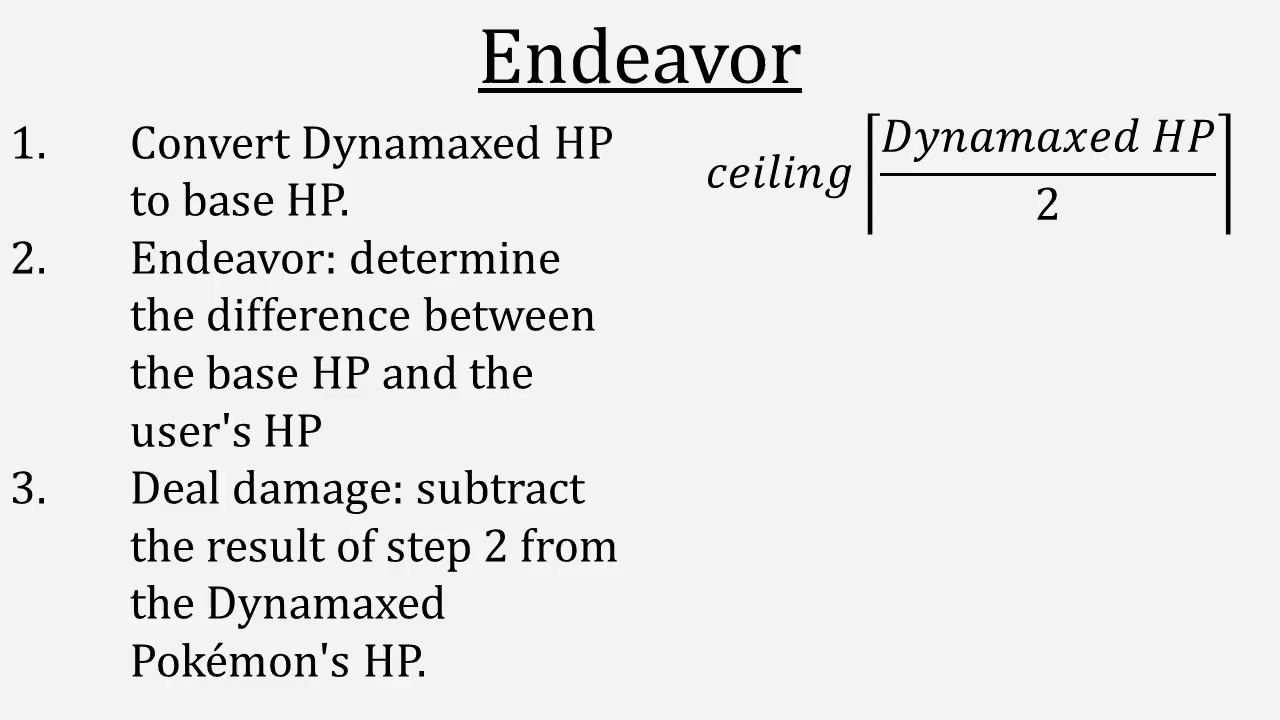 Endeavor
1. Convert Dynamaxed HP
to base HP.
ceiling ⌈Dynamaxed HP / 2⌉
2. Endeavor: determine
the difference between
the base HP and the
user's HP
3. Deal damage: subtract
the result of step 2 from
the Dynamaxed
Pokémon's HP.